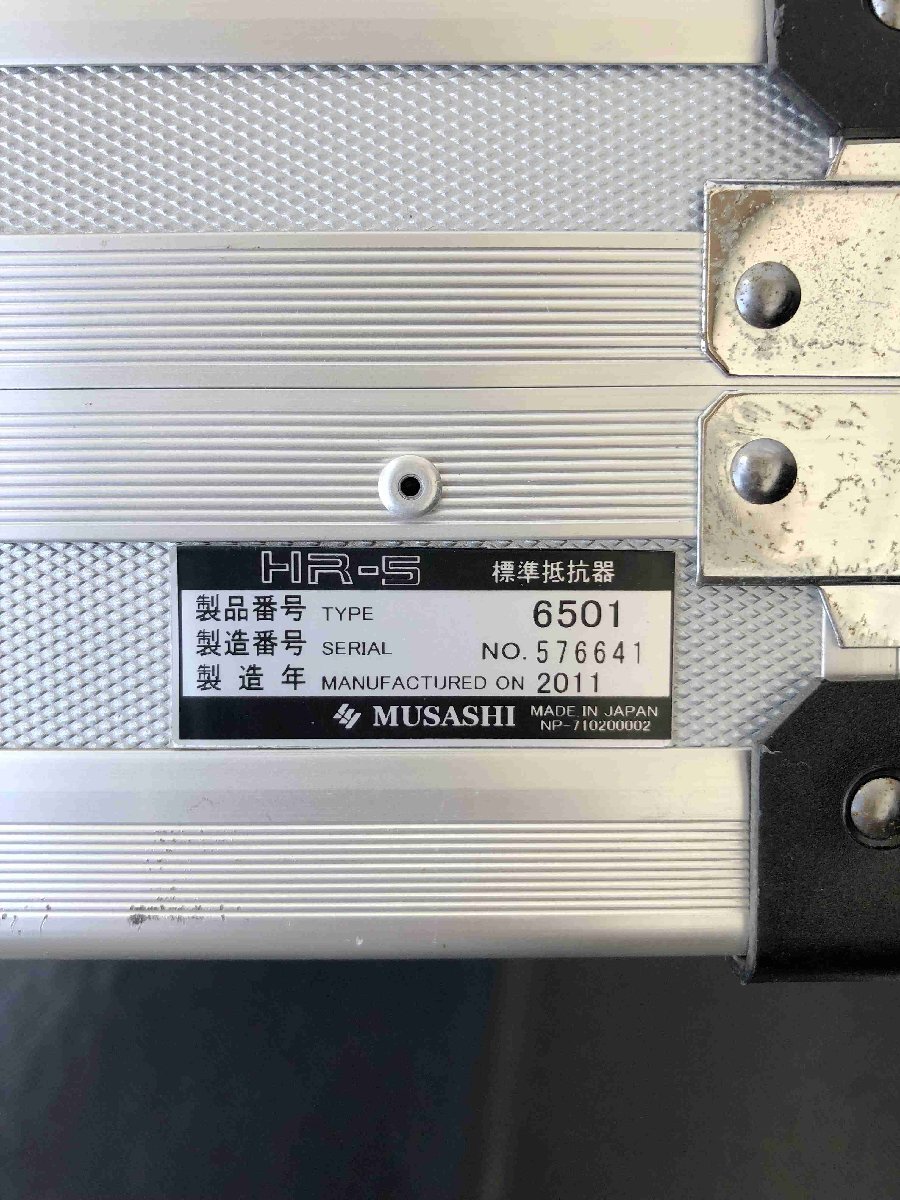 HR-5 標準抵抗器
製品番号 TYPE 6501
製造番号 SERIAL NO. 576641
製造年 MANUFACTURED ON 2011
MUSASHI MADE IN JAPAN
NP-710200002